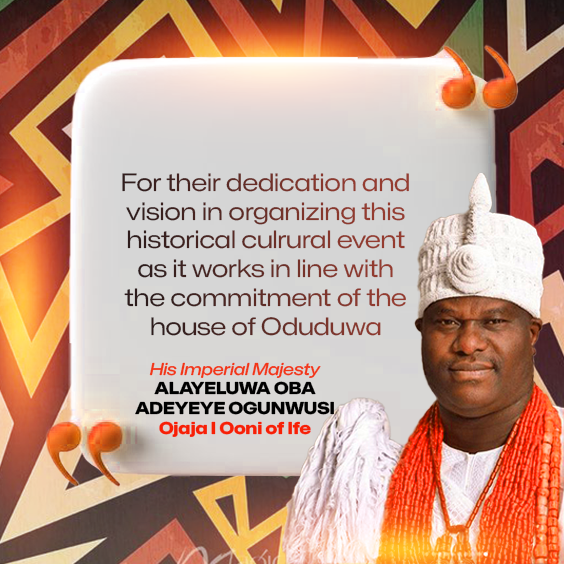 For their dedication and
vision in organizing this
historical culrural event
as it works in line with
the commitment of the
house of Oduduwa
His Imperial Majesty
ALAYELUWA OBA
ADEYEYE OGUNWUSI
Ojaja I Ooni of Ife